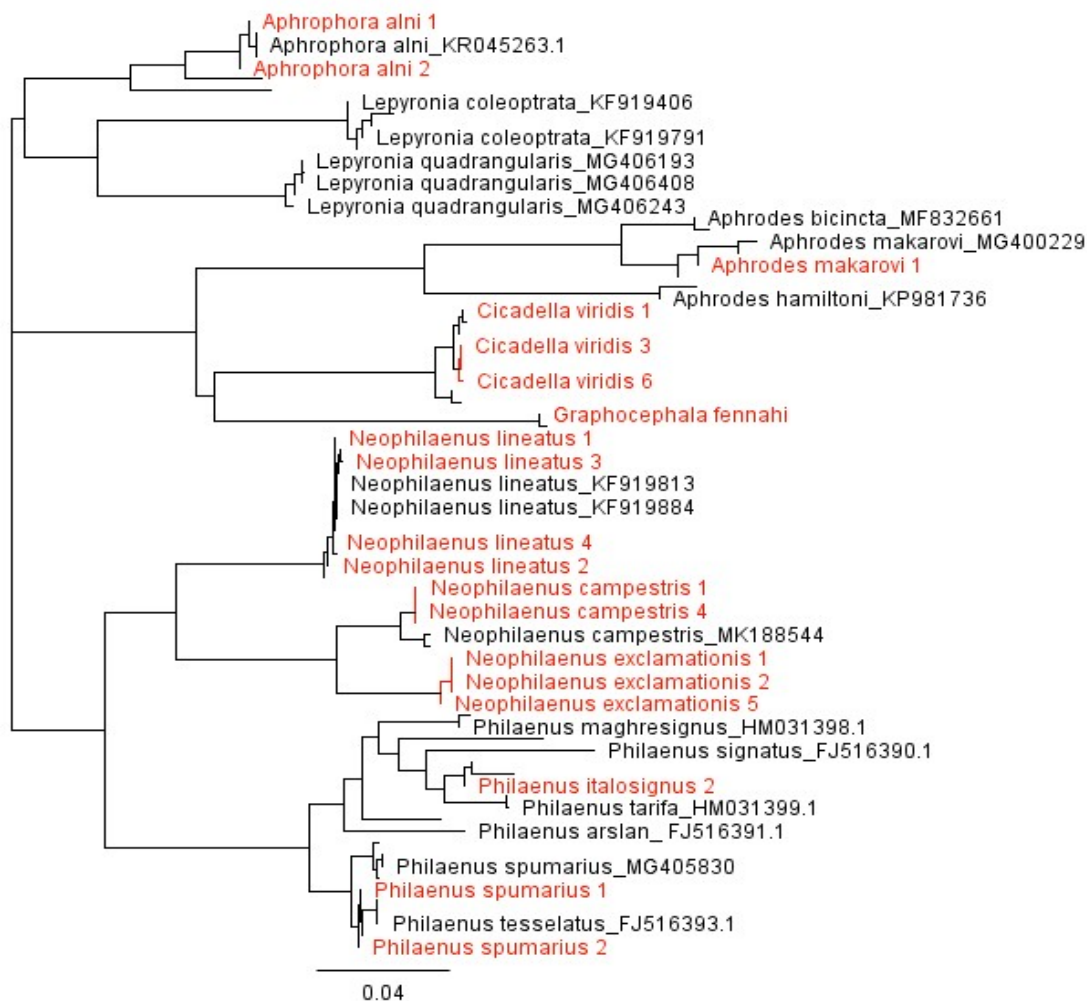 Aphrophora alni 1
Aphrophora alni_KR045263.1
Aphrophora alni 2
Lepyronia coleoptrata_KF919406
Lepyronia coleoptrata_KF919791
Lepyronia quadrangularis_MG406193
Lepyronia quadrangularis_MG406408
Lepyronia quadrangularis_MG406243
Aphrodes bicincta_MF832661
Aphrodes makarovi_MG400229
Aphrodes makarovi 1
Aphrodes hamiltoni_KP981736
Cicadella viridis 1
Cicadella viridis 3
Cicadella viridis 6
Graphocephala fennahi
Neophilaenus lineatus 1
Neophilaenus lineatus 3
Neophilaenus lineatus_KF919813
Neophilaenus lineatus_KF919884
Neophilaenus lineatus 4
Neophilaenus lineatus 2
Neophilaenus campestris 1
Neophilaenus campestris 4
Neophilaenus campestris_MK188544
Neophilaenus exclamationis 1
Neophilaenus exclamationis 2
Neophilaenus exclamationis 5
Philaenus maghresignus_HM031398.1
Philaenus signatus_FJ516390.1
Philaenus italosignus 2
Philaenus tarifa_HM031399.1
Philaenus arslan_ FJ516391.1
Philaenus spumarius_MG405830
Philaenus spumarius 1
Philaenus tesselatus_FJ516393.1
Philaenus spumarius 2
0.04